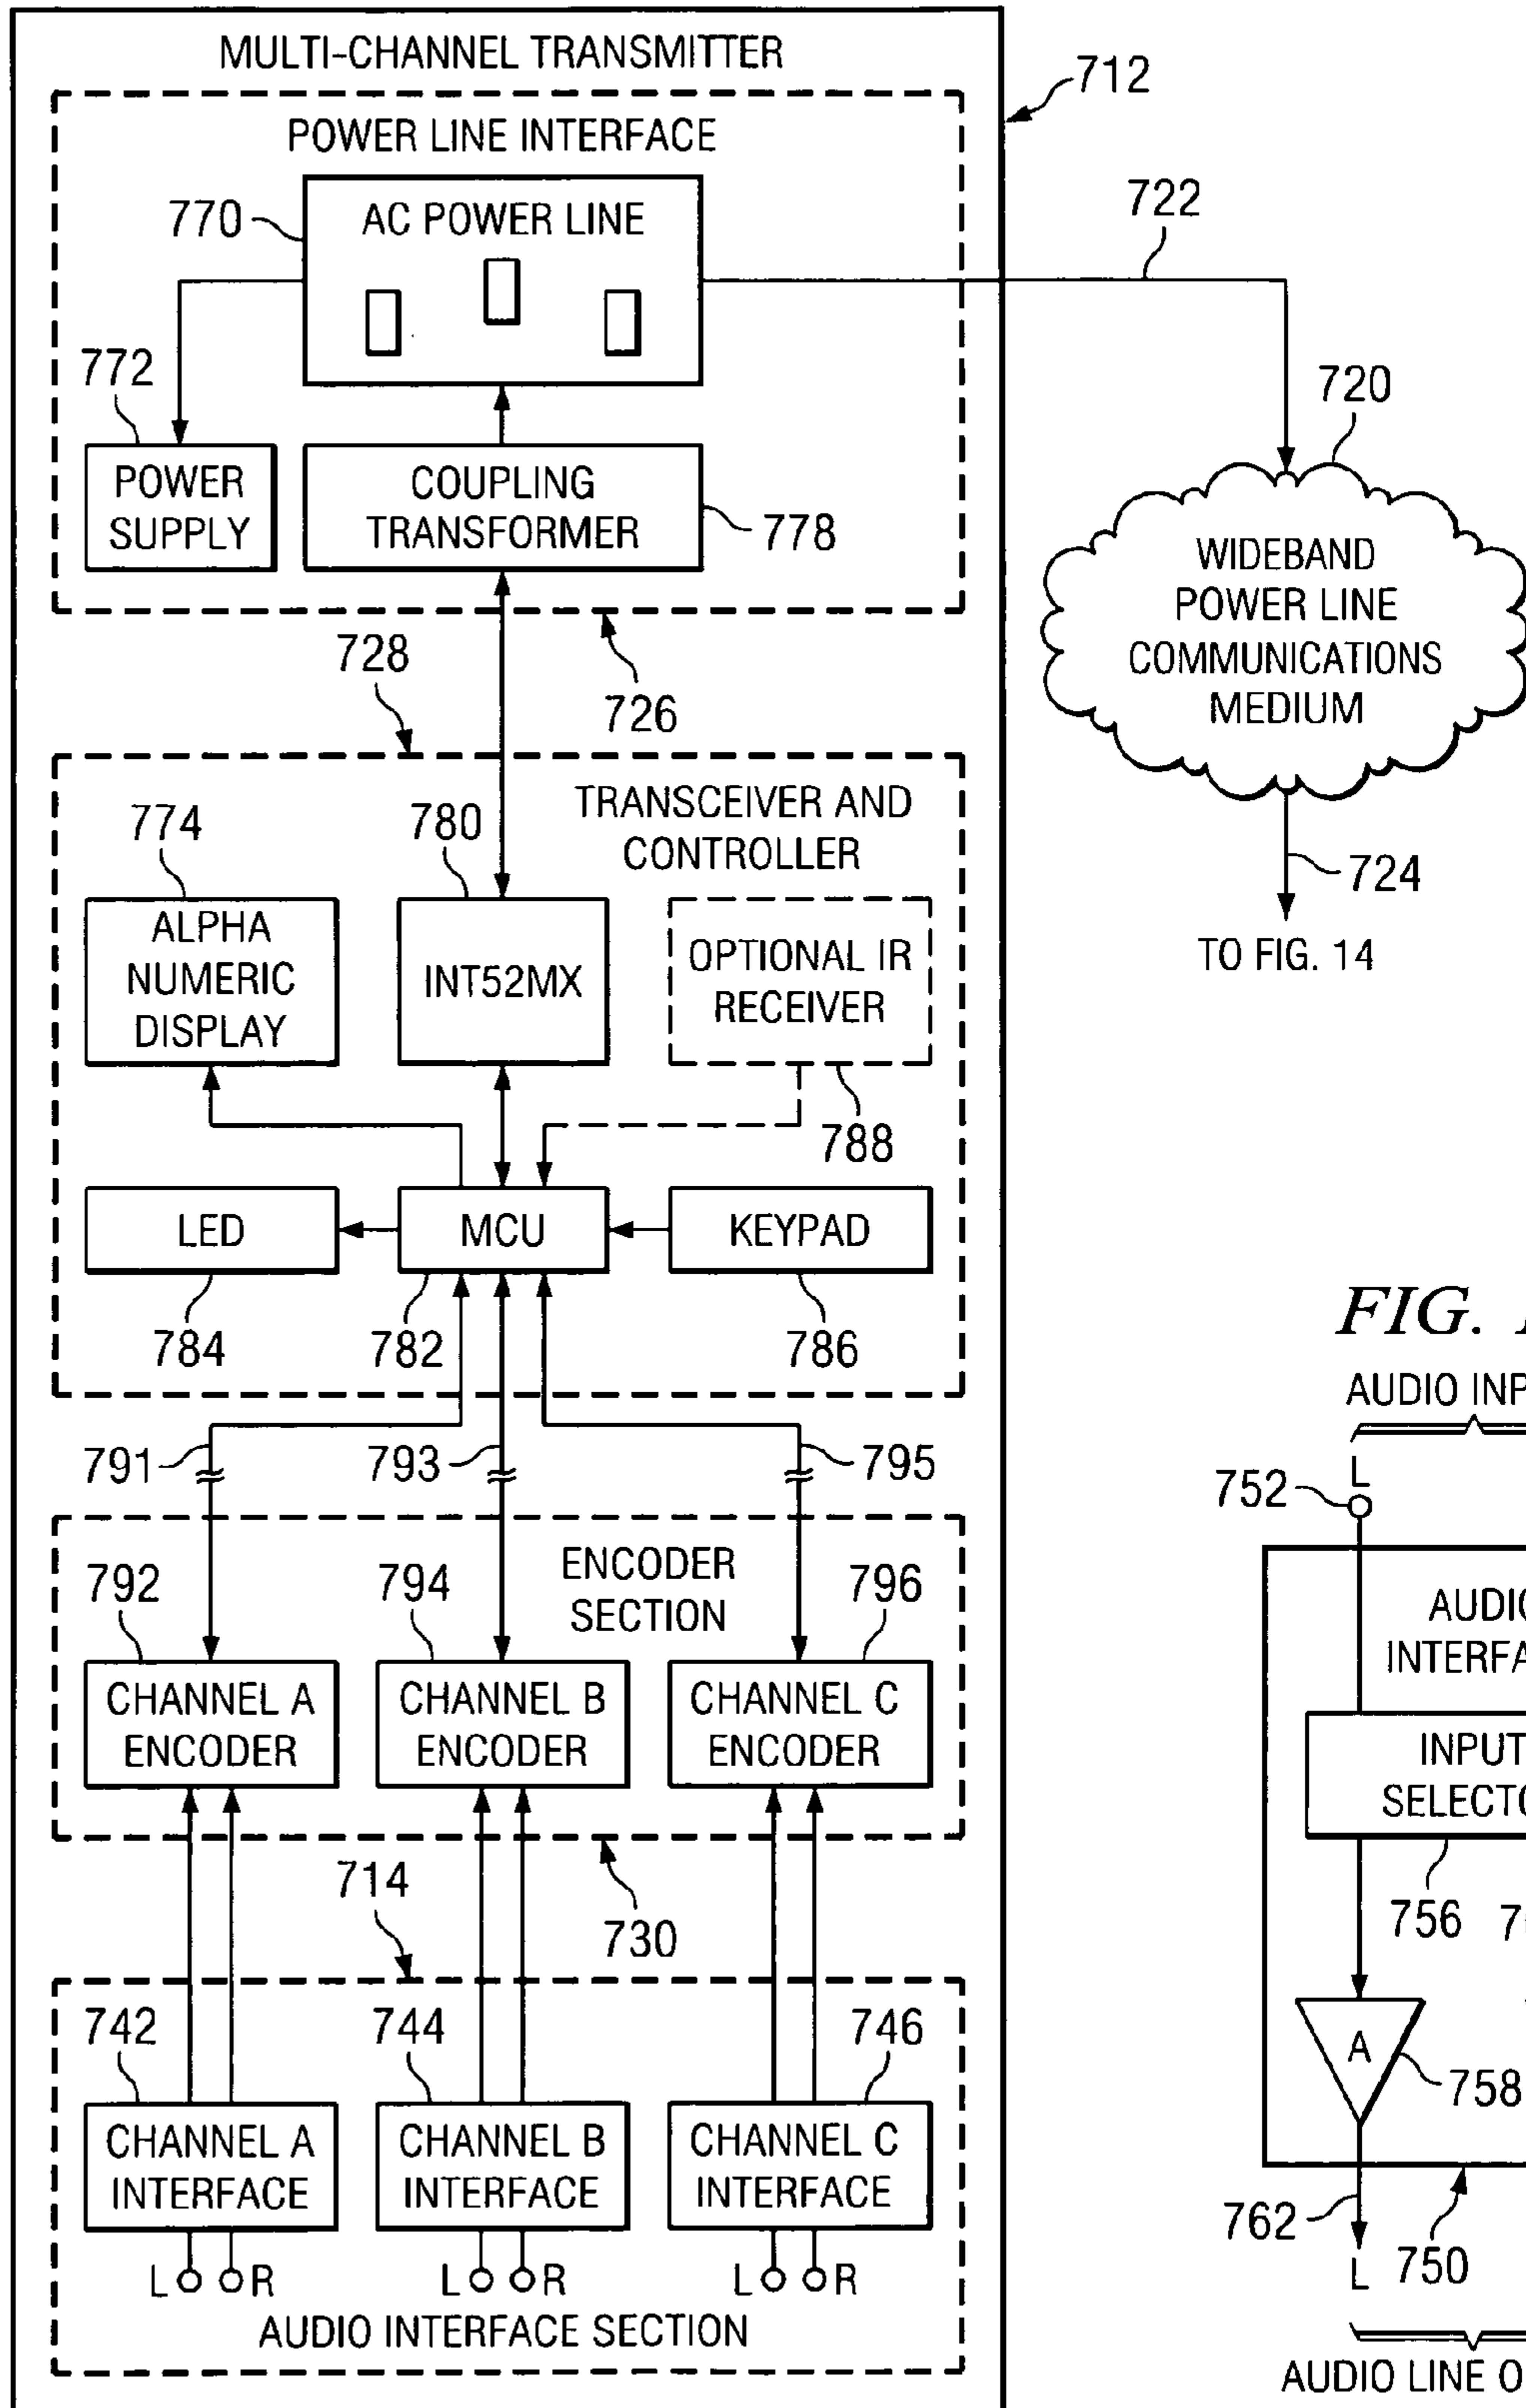 MULTI-CHANNEL TRANSMITTER
712
POWER LINE INTERFACE
770
AC POWER LINE
722
772
720
POWER
SUPPLY
COUPLING
TRANSFORMER
778
WIDEBAND
POWER LINE
COMMUNICATIONS
MEDIUM
728
726
724
TO FIG. 14
774
780
TRANSCEIVER AND
CONTROLLER
ALPHA
NUMERIC
DISPLAY
INT52MX
OPTIONAL IR
RECEIVER
788
LED
MCU
KEYPAD
784
782
786
791
793
795
792
794
ENCODER
SECTION
796
CHANNEL A
ENCODER
CHANNEL B
ENCODER
CHANNEL C
ENCODER
714
730
742
744
746
CHANNEL A
INTERFACE
CHANNEL B
INTERFACE
CHANNEL C
INTERFACE
L R
L R
L R
AUDIO INTERFACE SECTION
FIG.
AUDIO
L
752
AUDIO
INPUT
756
A
758
762
750
L
AUDIO LINE